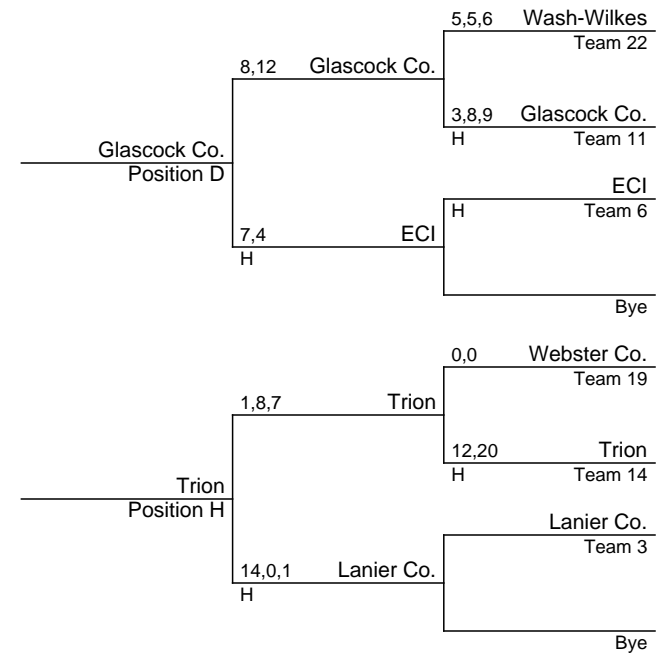 5,5,6 Wash-Wilkes
Team 22
8,12 Glascock Co.
3,8,9 Glascock Co.
H Team 11
Glascock Co.
Position D
ECI
H Team 6
7,4 ECI
H
Bye
0,0 Webster Co.
Team 19
1,8,7 Trion
12,20 Trion
H Team 14
Trion
Position H
Lanier Co.
Team 3
14,0,1 Lanier Co.
H
Bye